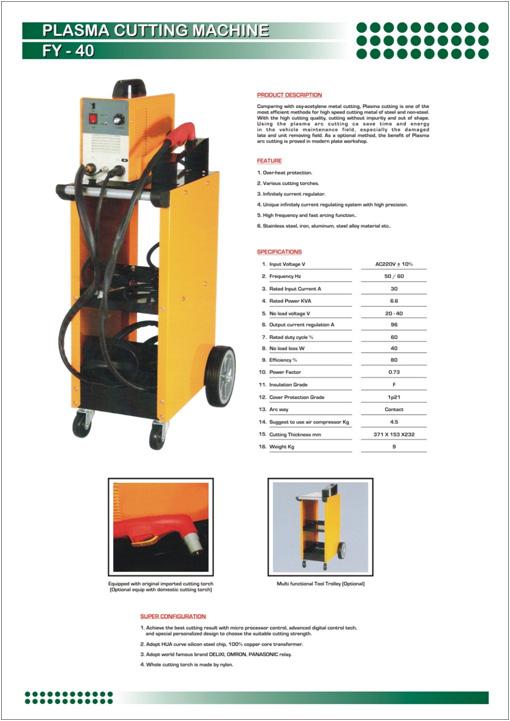 PLASMA CUTTING MACHINE
FY - 40
PRODUCT DESCRIPTION
Comparing with oxy-acetylene metal cutting, Plasma cutting is one of the
most efficient methods for high speed cutting metal of steel and non-steel.
With the high cutting quality, cutting without impurity and out of shape.
Using the plasma arc cutting ca save time and energy
in the vehicle maintenance field, especially the damaged
late and unit removing field. As a optional method, the benefit of Plasma
arc cutting is proved in modern plate workshop.
FEATURE
1. Over-heat protection.
2. Various cutting torches.
3. Infinitely current regulator.
4. Unique infinitely current regulating system with high precision.
5. High frequency and fast arcing function..
6. Stainless steel, iron, aluminum, steel alloy material etc..
SPECIFICATIONS
1. Input Voltage V AC220V ± 10%
2. Frequency Hz 50 / 60
3. Rated Input Current A 30
4. Rated Power KVA 6.6
5. No load voltage V 20 - 40
6. Output current regulation A 96
7. Rated duty cycle % 60
8. No load loss W 40
9. Efficiency % 80
10. Power Factor 0.73
11. Insulation Grade F
12. Cover Protection Grade 1p21
13. Arc way Contact
14. Suggest to use air compressor Kg 4.5
15. Cutting Thickness mm 371 X 153 X232
16. Weight Kg 9
Equipped with original imported cutting torch
(Optional equip with domestic cutting torch)
Multi functional Tool Trolley (Optional)
SUPER CONFIGURATION
1. Achieve the best cutting result with micro processor control, advanced digital control tech.
and special personalized design to choose the suitable cutting strength.
2. Adopt HUA curve silicon steel chip, 100% copper core transformer.
3. Adopt world famous brand DELIXI, OMRON, PANASONIC relay.
4. Whole cutting torch is made by nylon.